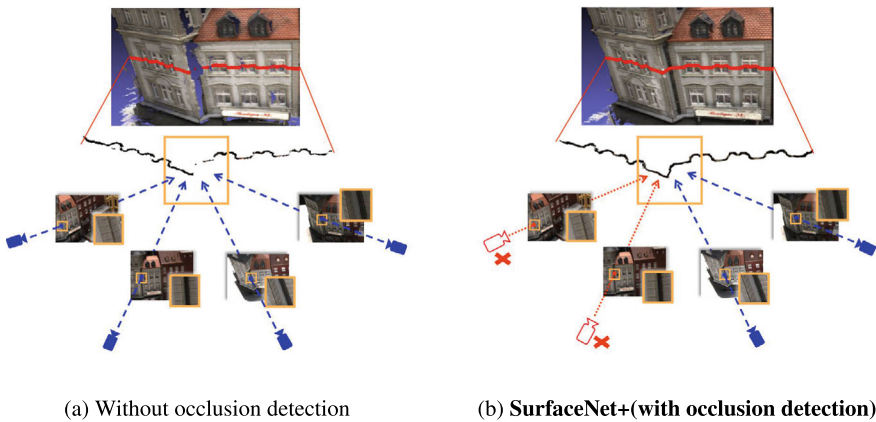 (a) Without occlusion detection
(b) SurfaceNet+(with occlusion detection)